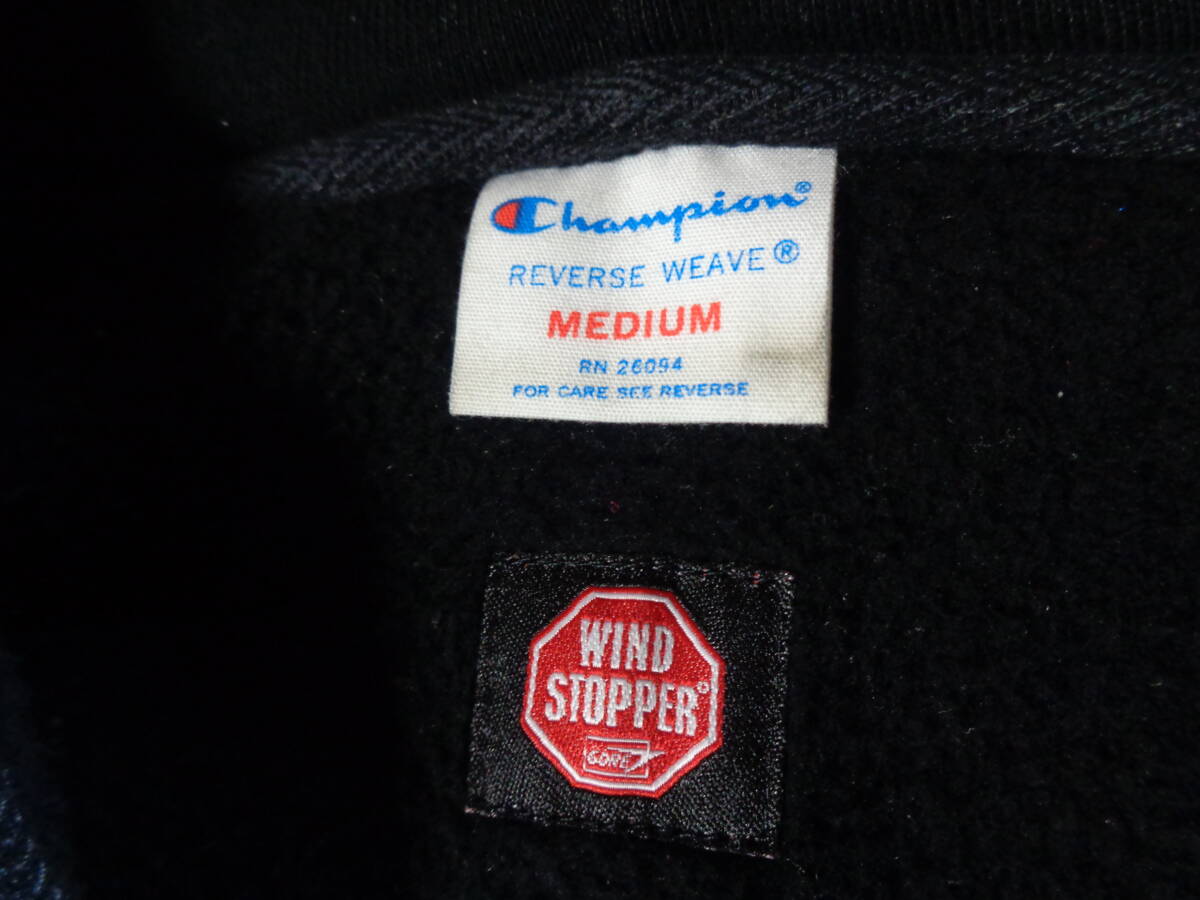 Champion®
REVERSE WEAVE®
MEDIUM
RN 26094
FOR CARE SEE REVERSE
WIND
STOPPER®
GORE